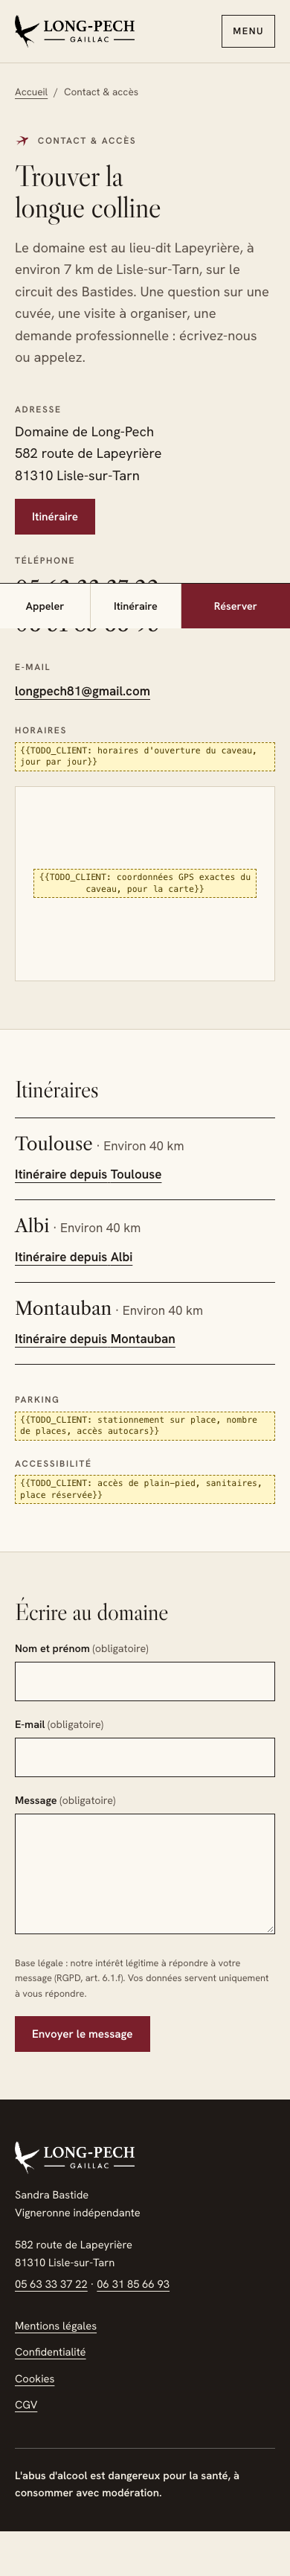 LONG-PECH
GAILLAC
MENU
Accueil / Contact & accès
CONTACT & ACCÈS
Trouver la
longue colline
Le domaine est au lieu-dit Lapeyrière, à
environ 7 km de Lisle-sur-Tarn, sur le
circuit des Bastides. Une question sur une
cuvée, une visite à organiser, une
demande professionnelle : écrivez-nous
ou appelez.
ADRESSE
Domaine de Long-Pech
582 route de Lapeyrière
81310 Lisle-sur-Tarn
Itinéraire
TÉLÉPHONE
Appeler
Itinéraire
Réserver
E-MAIL
longpech81@gmail.com
HORAIRES
{{TODO_CLIENT: horaires d'ouverture du caveau,
jour par jour}}
{{TODO_CLIENT: coordonnées GPS exactes du
caveau, pour la carte}}
Itinéraires
Toulouse · Environ 40 km
Itinéraire depuis Toulouse
Albi · Environ 40 km
Itinéraire depuis Albi
Montauban · Environ 40 km
Itinéraire depuis Montauban
PARKING
{{TODO_CLIENT: stationnement sur place, nombre
de places, accès autocars}}
ACCESSIBILITÉ
{{TODO_CLIENT: accès de plain-pied, sanitaires,
place réservée}}
Écrire au domaine
Nom et prénom (obligatoire)
E-mail (obligatoire)
Message (obligatoire)
Base légale : notre intérêt légitime à répondre à votre
message (RGPD, art. 6.1.f). Vos données servent uniquement
à vous répondre.
Envoyer le message
LONG-PECH
GAILLAC
Sandra Bastide
Vigneronne indépendante
582 route de Lapeyrière
81310 Lisle-sur-Tarn
05 63 33 37 22 · 06 31 85 66 93
Mentions légales
Confidentialité
Cookies
CGV
L'abus d'alcool est dangereux pour la santé, à
consommer avec modération.